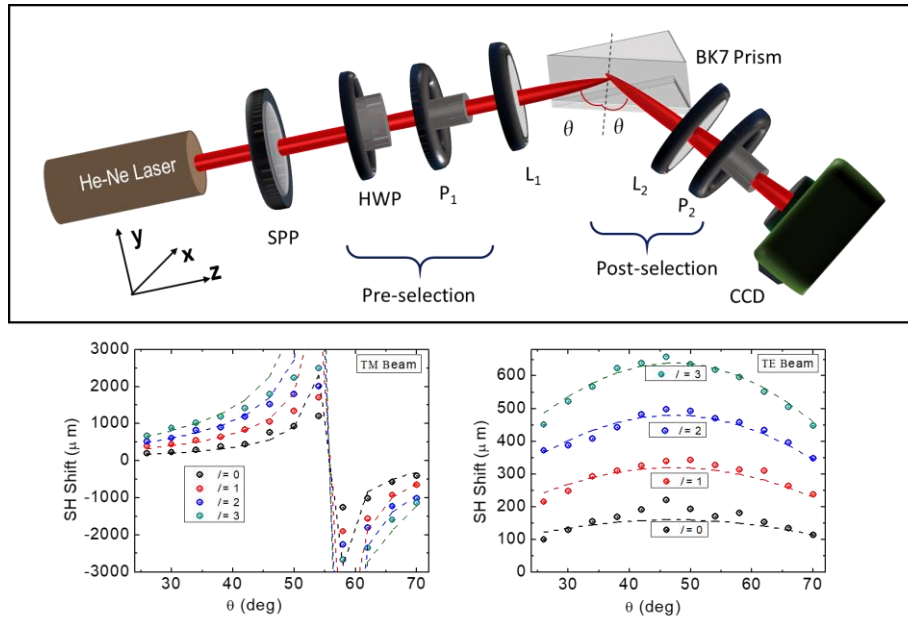 BK7 Prism
He-Ne Laser
θ θ
L1
L2
HWP
P1
P2
SPP
y
x
z
Pre-selection
Post-selection
CCD
3000
2000
1000
0
-1000
-2000
-3000
SH Shift (μ m)
TM Beam
l = 0
l = 1
l = 2
l = 3
30 40 50 60 70
θ (deg)
600
500
400
300
200
100
0
SH Shift (μ m)
TE Beam
l = 3
l = 2
l = 1
l = 0
30 40 50 60 70
θ (deg)